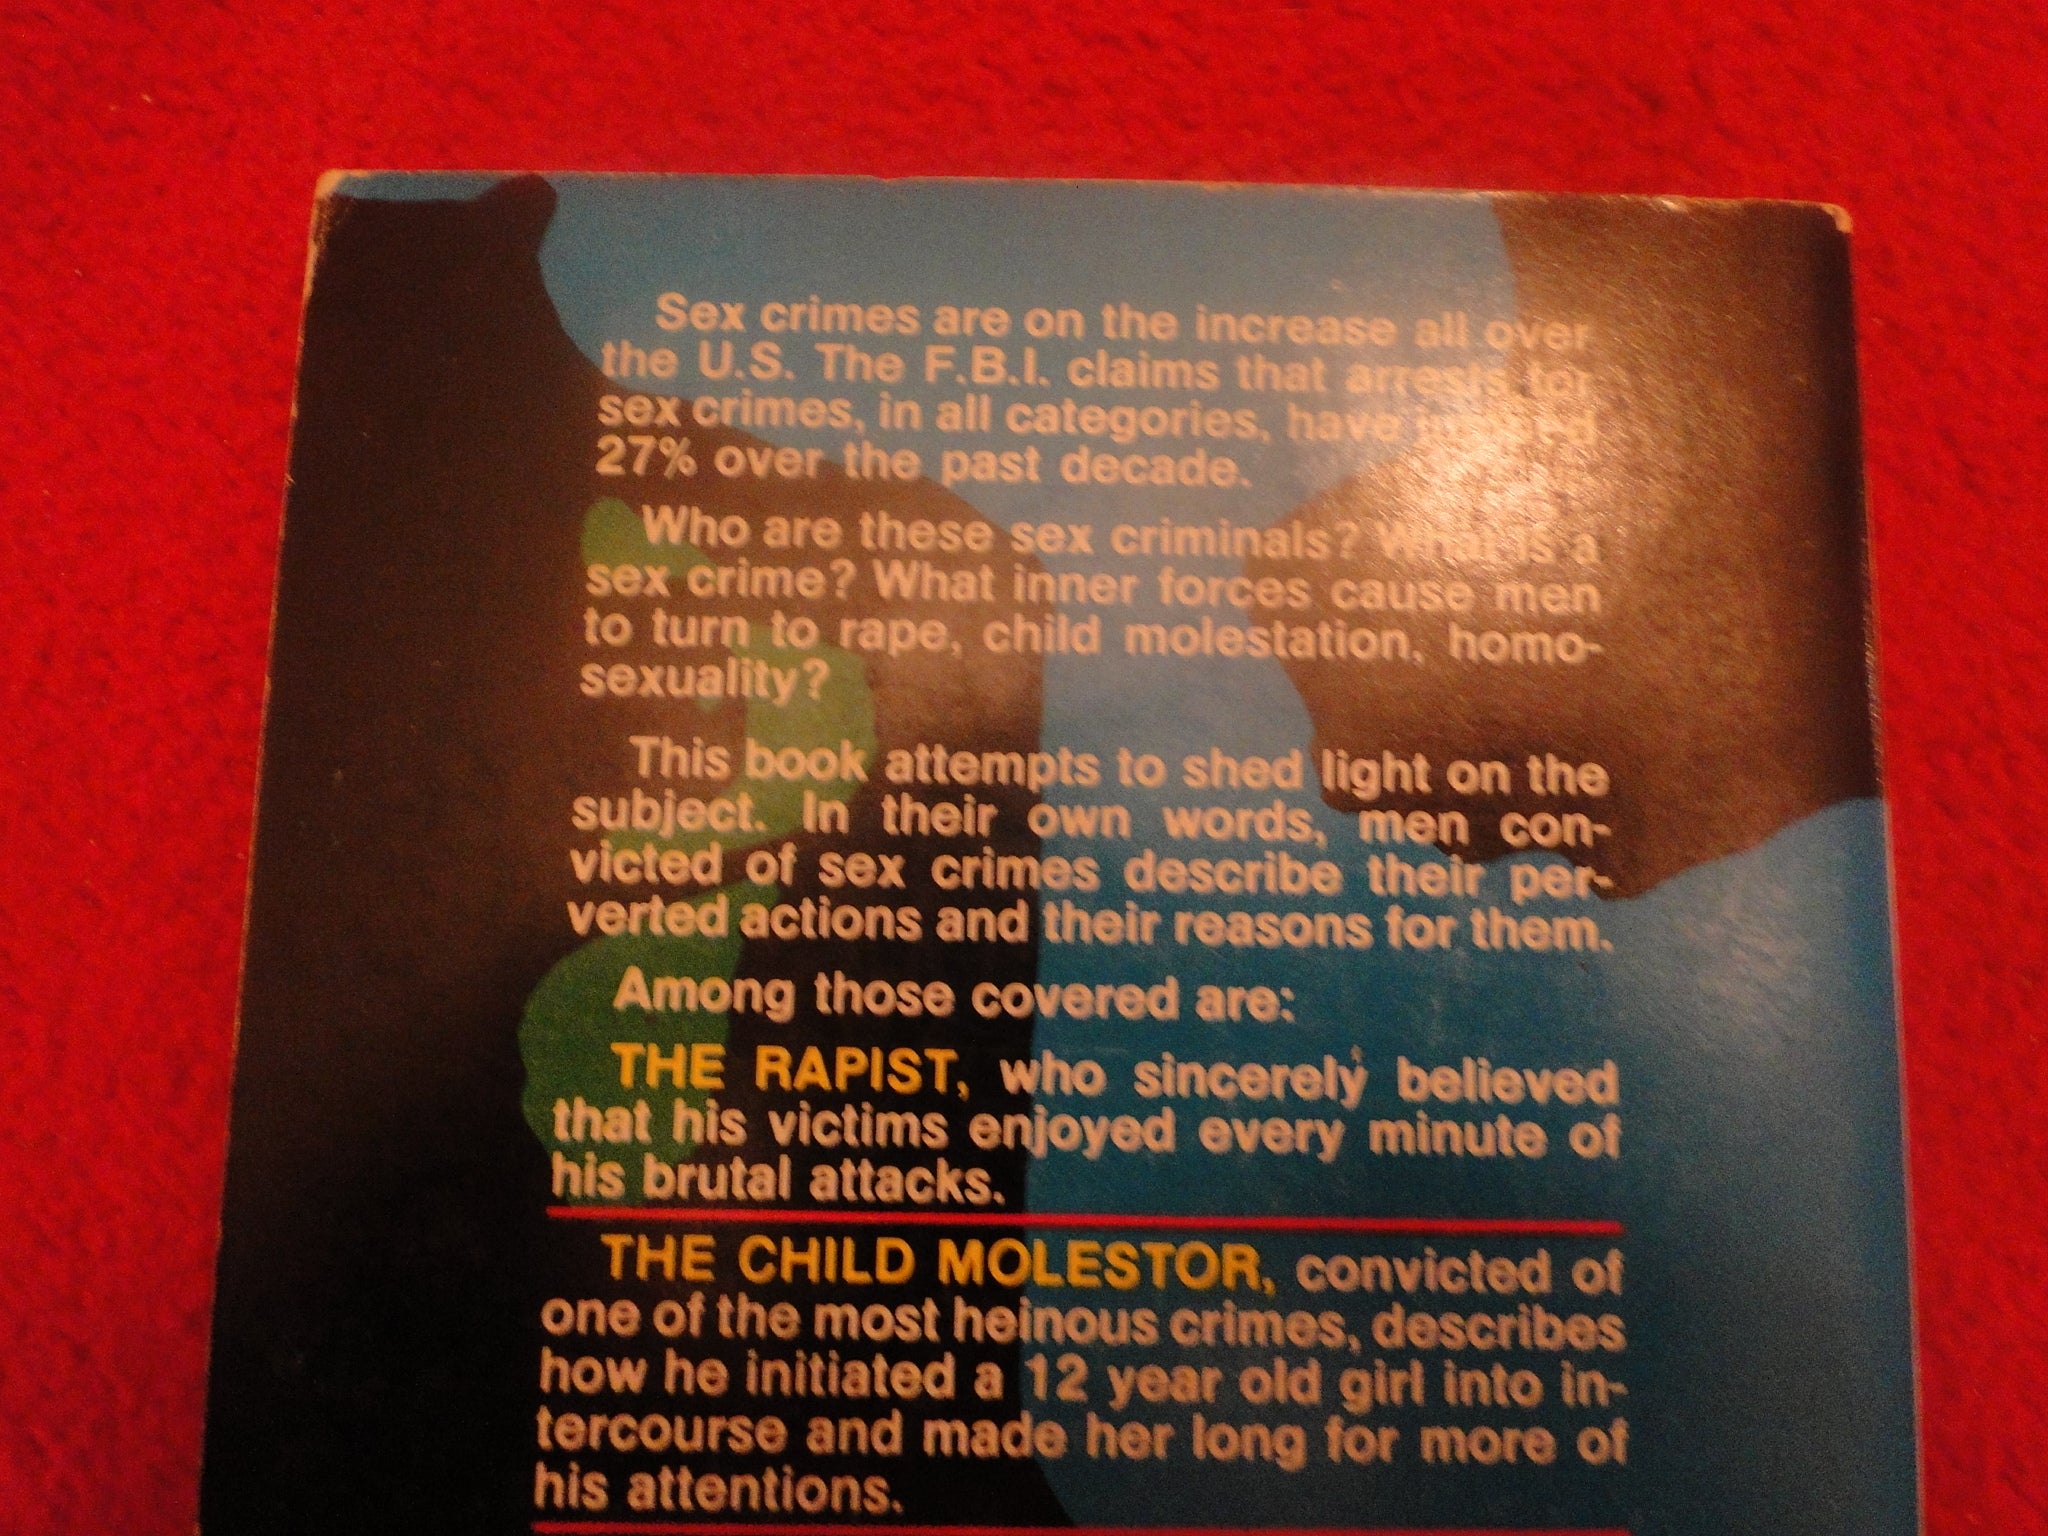 Sex crimes are on the increase all over
the U.S. The F.B.I. claims that arrests for
sex crimes, in all categories, have
27% over the past decade.
Who are these sex criminals? What is a
sex crime? What inner forces cause men
to turn to rape, child molestation, homo-
sexuality?
This book attempts to shed light on the
subject. In their own words, men con-
victed of sex crimes describe their per-
verted actions and their reasons for them.
Among those covered are:
THE RAPIST, who sincerely believed
that his victims enjoyed every minute of
his brutal attacks.
THE CHILD MOLESTOR, convicted of
one of the most heinous crimes, describes
how he initiated a 12 year old girl into in-
tercourse and made her long for more of
his attentions.